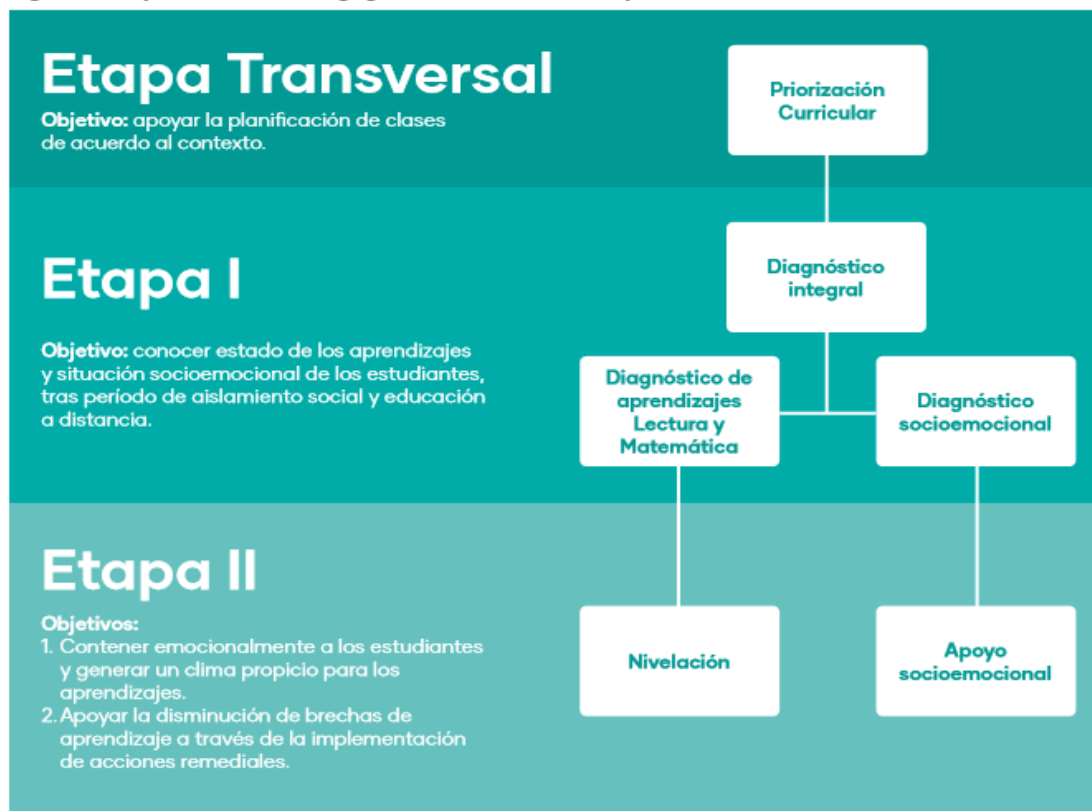 Etapa Transversal
Objetivo: apoyar la planificación de clases
de acuerdo al contexto.
Priorización
Curricular
Etapa I
Objetivo: conocer estado de los aprendizajes
y situación socioemocional de los estudiantes,
tras período de aislamiento social y educación
a distancia.
Diagnóstico
integral
Diagnóstico de
aprendizajes
Lectura y
Matemática
Diagnóstico
socioemocional
Etapa II
Objetivos:
1. Contener emocionalmente a los estudiantes
y generar un clima propicio para los
aprendizajes.
2. Apoyar la disminución de brechas de
aprendizaje a través de la implementación
de acciones remediales.
Nivelación
Apoyo
socioemocional